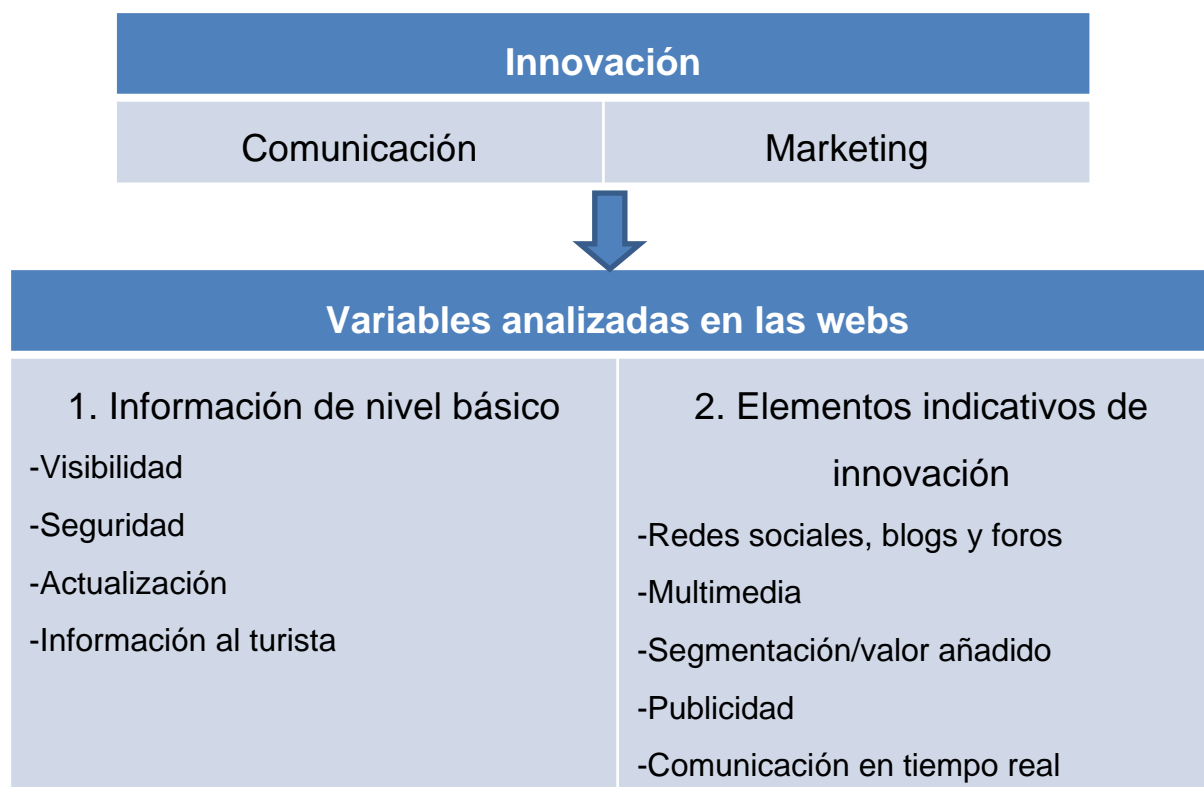 Innovación
Comunicación
Marketing
Variables analizadas en las webs
1. Información de nivel básico
-Visibilidad
-Seguridad
-Actualización
-Información al turista
2. Elementos indicativos de
innovación
-Redes sociales, blogs y foros
-Multimedia
-Segmentación/valor añadido
-Publicidad
-Comunicación en tiempo real